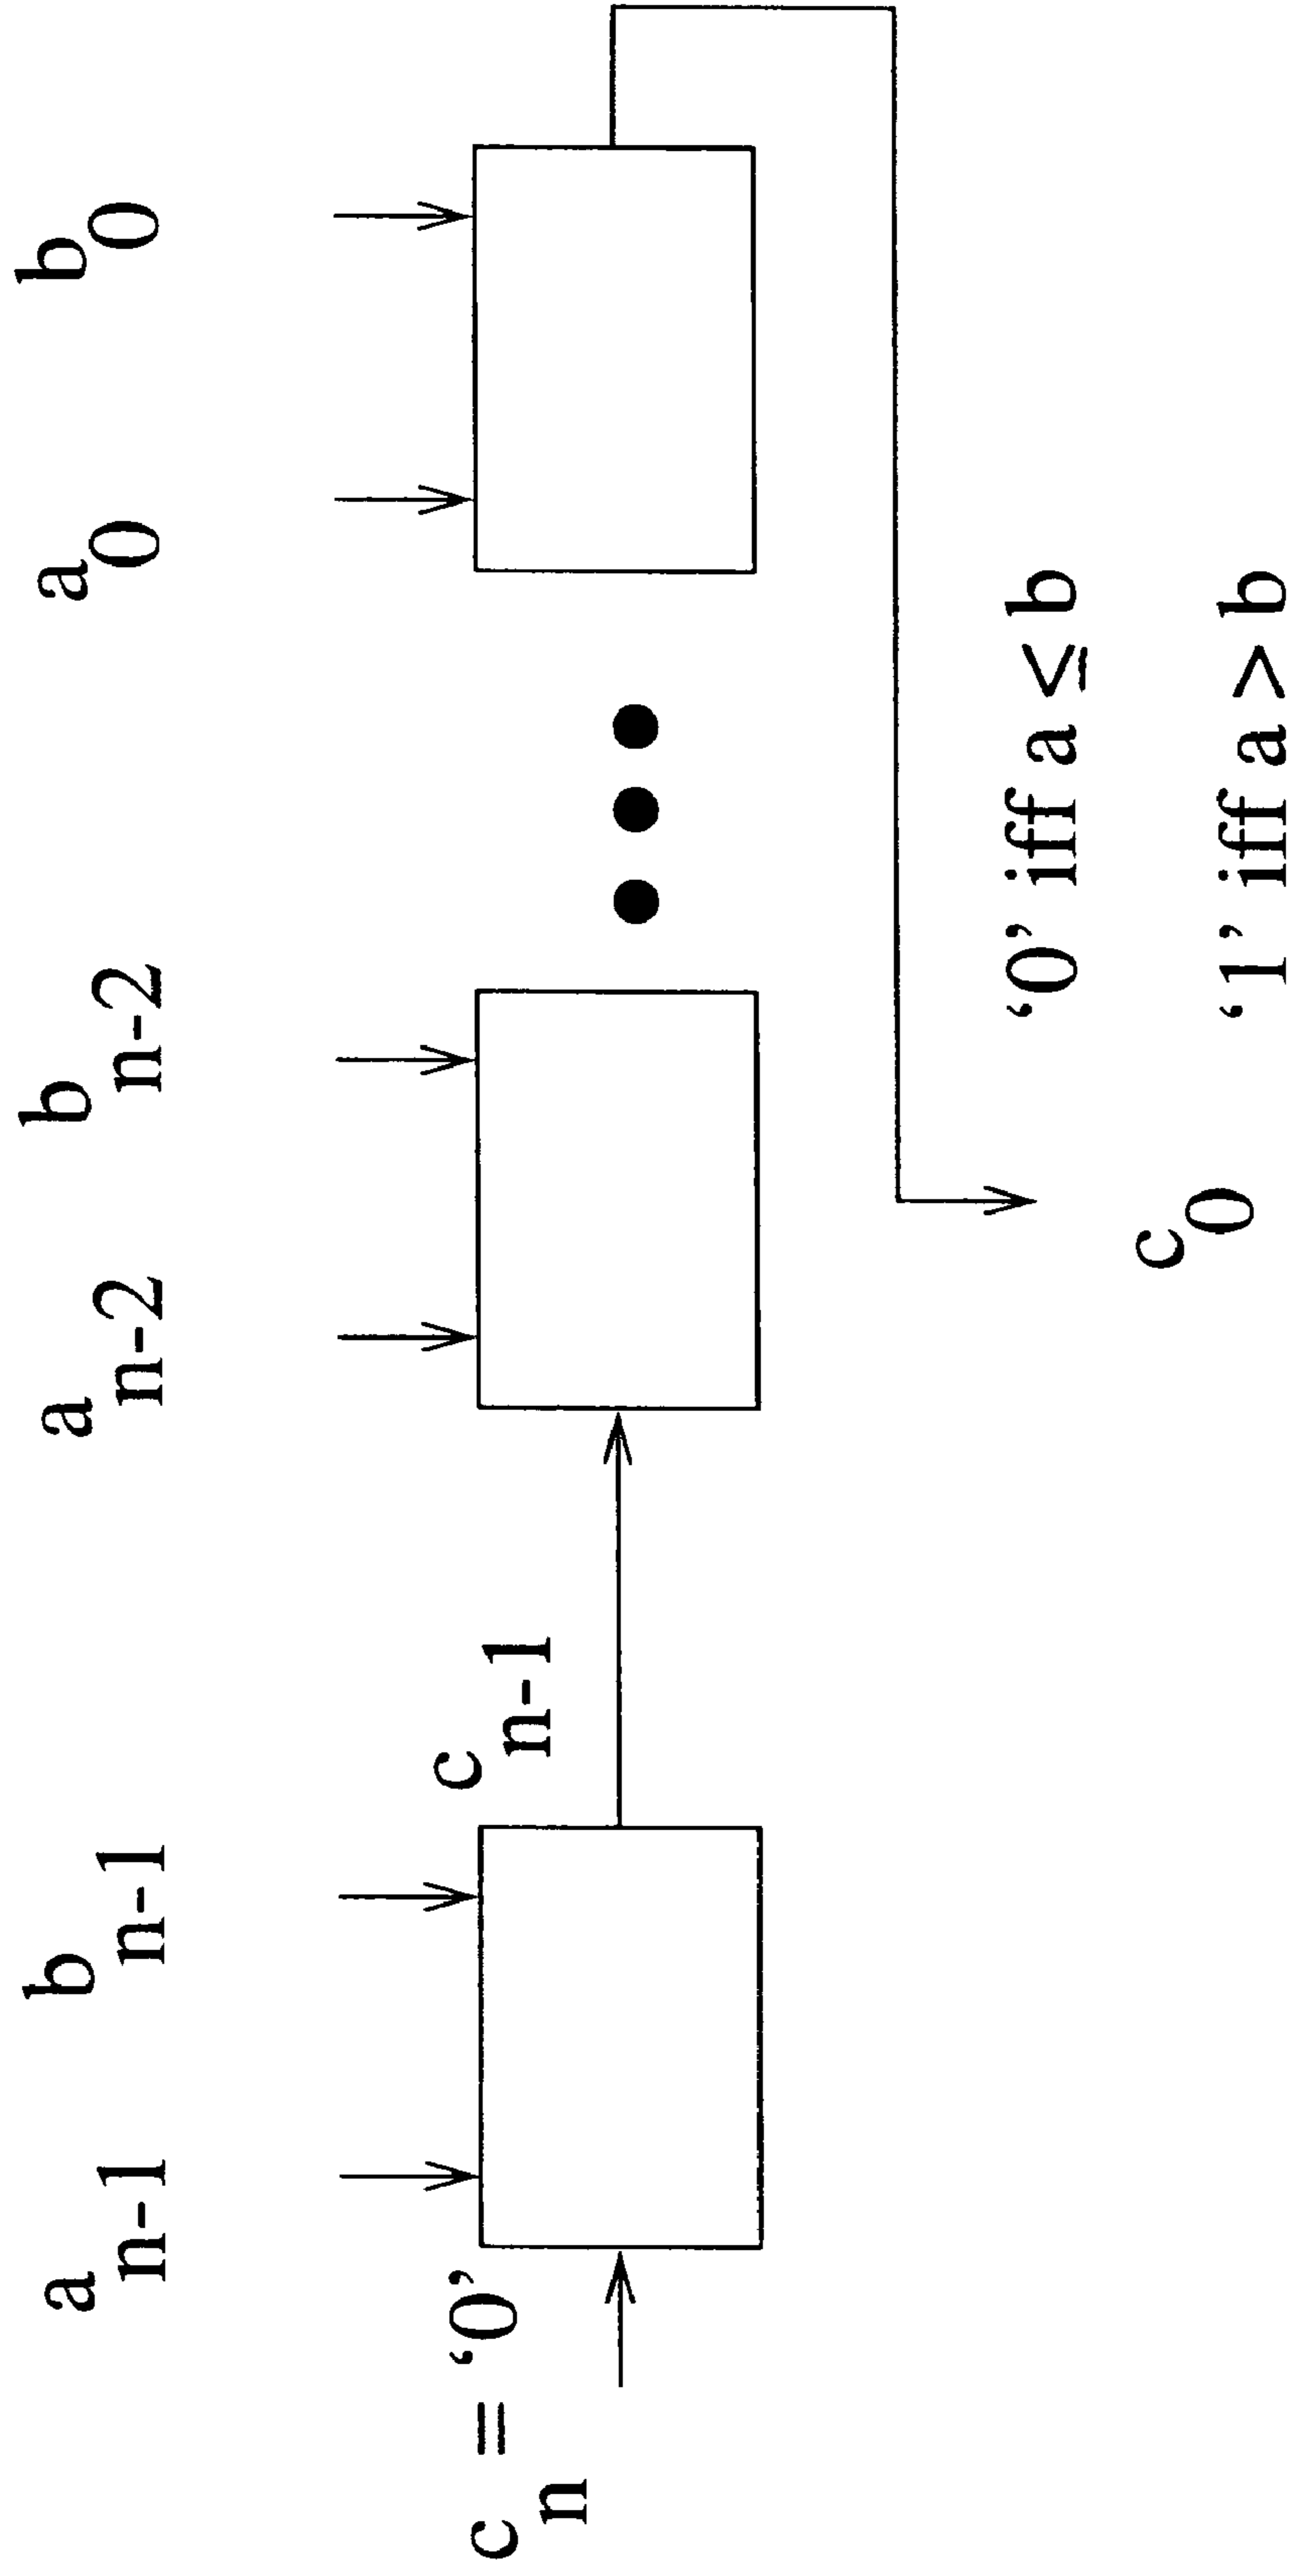 a n-1 b n-1 a n-2 b n-2 a 0 b 0
c n = ‘0’ c n-1
‘0’ iff a ≤ b
c 0
‘1’ iff a > b